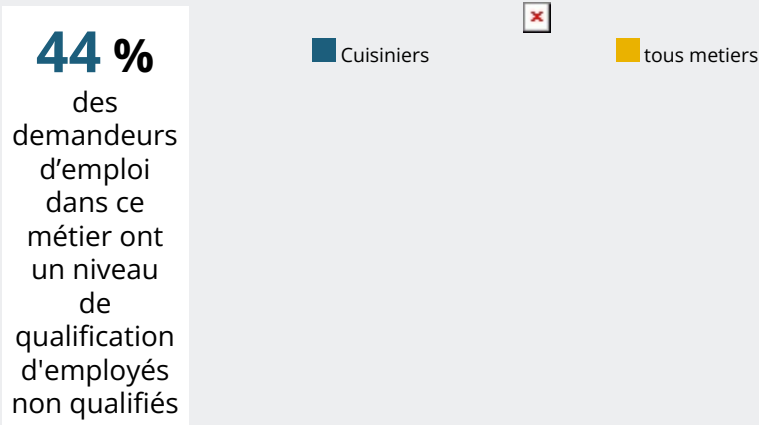 44 %
des
demandeurs
d’emploi
dans ce
métier ont
un niveau
de
qualification
d'employés
non qualifiés
Cuisiniers
tous metiers